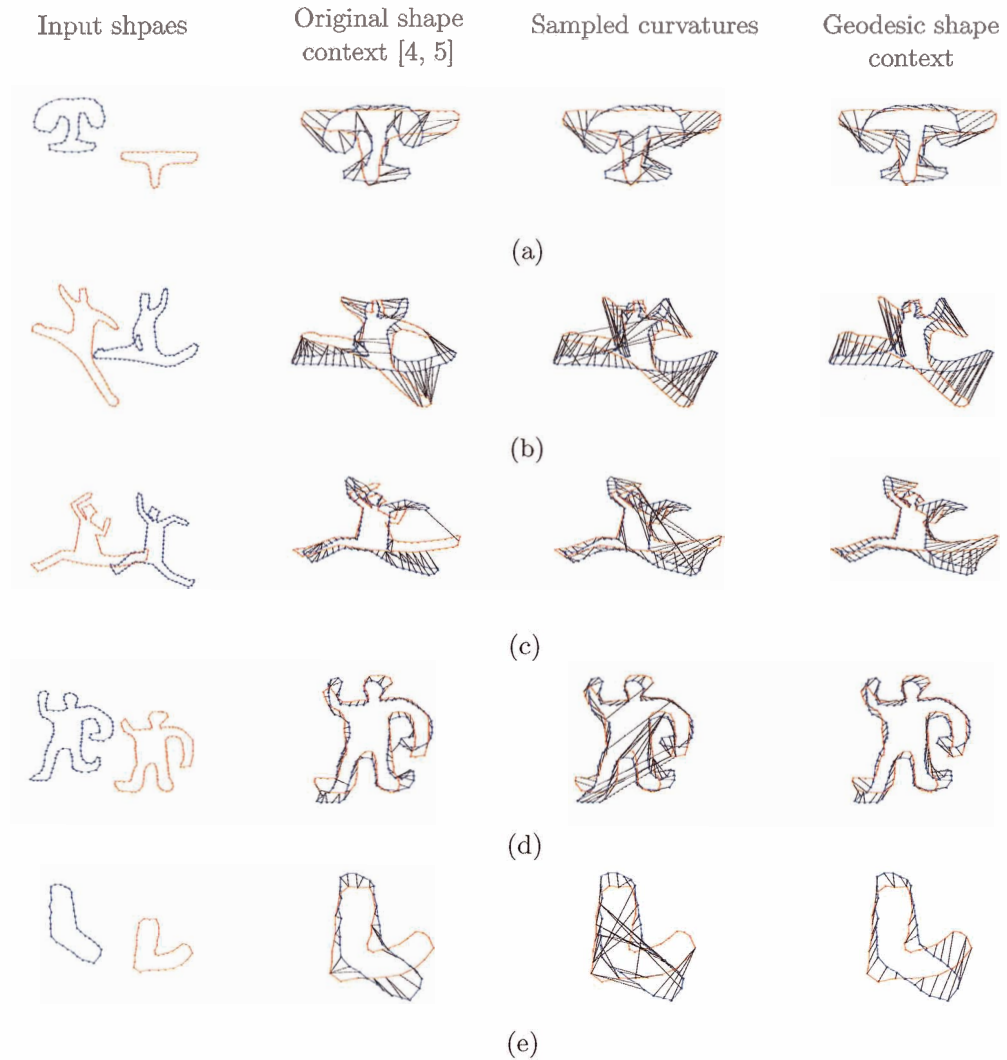 Input shpaes
Original shape
context [4, 5]
Sampled curvatures
Geodesic shape
context
(a)
(b)
(c)
(d)
(e)